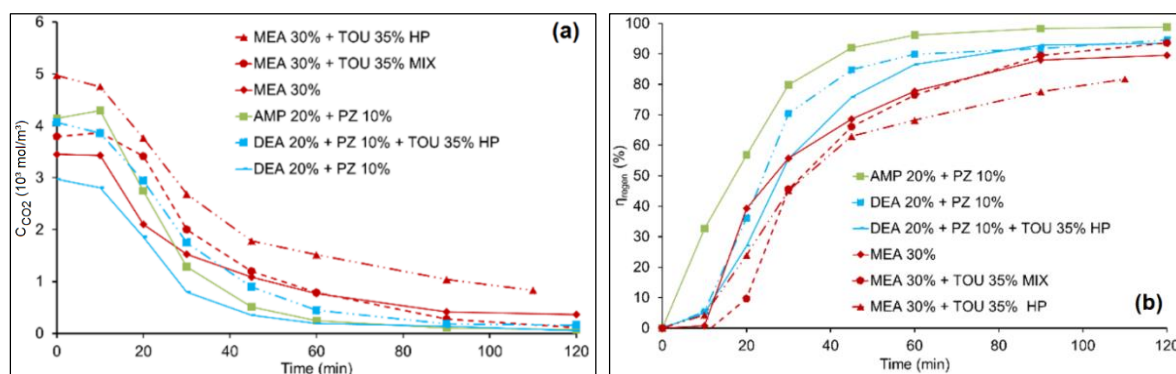 (a)
6
5
4
3
2
1
0
C_CO2 (10³ mol/m³)
MEA 30% + TOU 35% HP
MEA 30% + TOU 35% MIX
MEA 30%
AMP 20% + PZ 10%
DEA 20% + PZ 10% + TOU 35% HP
DEA 20% + PZ 10%
0 20 40 60 80 100 120
Time (min)
100
90
80
70
60
50
40
30
20
10
0
η_regen (%)
AMP 20% + PZ 10%
DEA 20% + PZ 10%
DEA 20% + PZ 10% + TOU 35% HP
MEA 30%
MEA 30% + TOU 35% MIX
MEA 30% + TOU 35% HP
(b)
0 20 40 60 80 100 120
Time (min)